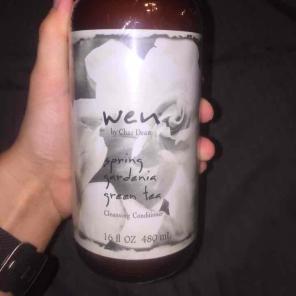 wen
by Chaz Dean
spring
gardenia
green tea
Cleansing Conditioner
16 fl oz 480 ml